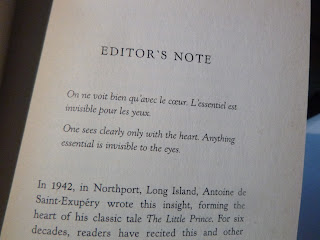 EDITOR'S NOTE
On ne voit bien qu'avec le cœur. L'essentiel est
invisible pour les yeux.
One sees clearly only with the heart. Anything
essential is invisible to the eyes.
In 1942, in Northport, Long Island, Antoine de
Saint-Exupéry wrote this insight, forming the
heart of his classic tale The Little Prince. For six
decades, readers have recited this and other